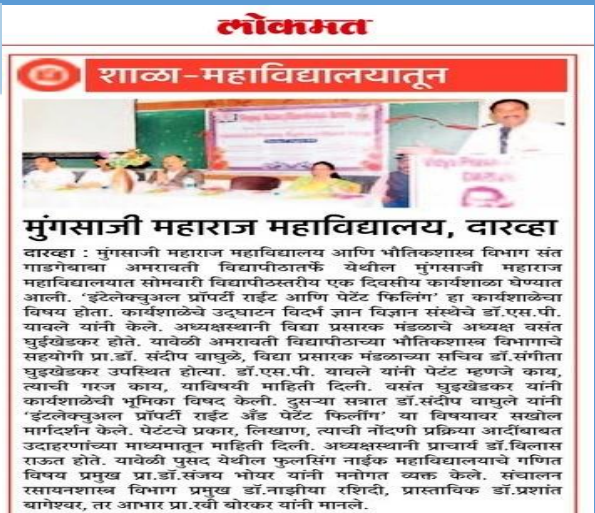 लोकमत
शाळा-महाविद्यालयातून
मुंगसाजी महाराज महाविद्यालय, दारव्हा
दारव्हा : मुंगसाजी महाराज महाविद्यालय आणि भौतिकशास्त्र विभाग संत
गाडगेबाबा अमरावती विद्यापीठातर्फे येथील मुंगसाजी महाराज
महाविद्यालयात सोमवारी विद्यापीठस्तरीय एक दिवसीय कार्यशाळा घेण्यात
आली. 'इंटेलेक्चुअल प्रॉपर्टी राईट आणि पेटेंट फिलिंग' हा कार्यशाळेचा
विषय होता. कार्यशाळेचे उद्घाटन विदर्भ ज्ञान विज्ञान संस्थेचे डॉ.एस.पी.
यावले यांनी केले. अध्यक्षस्थानी विद्या प्रसारक मंडळाचे अध्यक्ष वसंत
घुईखेडकर होते. यावेळी अमरावती विद्यापीठाच्या भौतिकशास्त्र विभागाचे
सहयोगी प्रा.डॉ. संदीप वाघुळे, विद्या प्रसारक मंडळाच्या सचिव डॉ.संगीता
घुइखेडकर उपस्थित होत्या. डॉ.एस.पी. यावले यांनी पेटंट म्हणजे काय,
त्याची गरज काय, याविषयी माहिती दिली. वसंत घुइखेडकर यांनी
कार्यशाळेची भूमिका विषद केली. दुसऱ्या सत्रात डॉ.संदीप वाघुले यांनी
'इंटलेक्चुअल प्रॉपर्टी राईट अँड पेटेंट फिलींग' या विषयावर सखोल
मार्गदर्शन केले. पेटंटचे प्रकार, लिखाण, त्याची नोंदणी प्रक्रिया आदींबाबत
उदाहरणांच्या माध्यमातून माहिती दिली. अध्यक्षस्थानी प्राचार्य डॉ.विलास
राऊत होते. यावेळी पुसद येथील फुलसिंग नाईक महाविद्यालयाचे गणित
विषय प्रमुख प्रा.डॉ.संजय भोयर यांनी मनोगत व्यक्त केले. संचालन
रसायनशास्त्र विभाग प्रमुख डॉ.नाझीया रशिदी, प्रास्ताविक डॉ.प्रशांत
बागेश्वर, तर आभार प्रा.रवी बोरकर यांनी मानले.